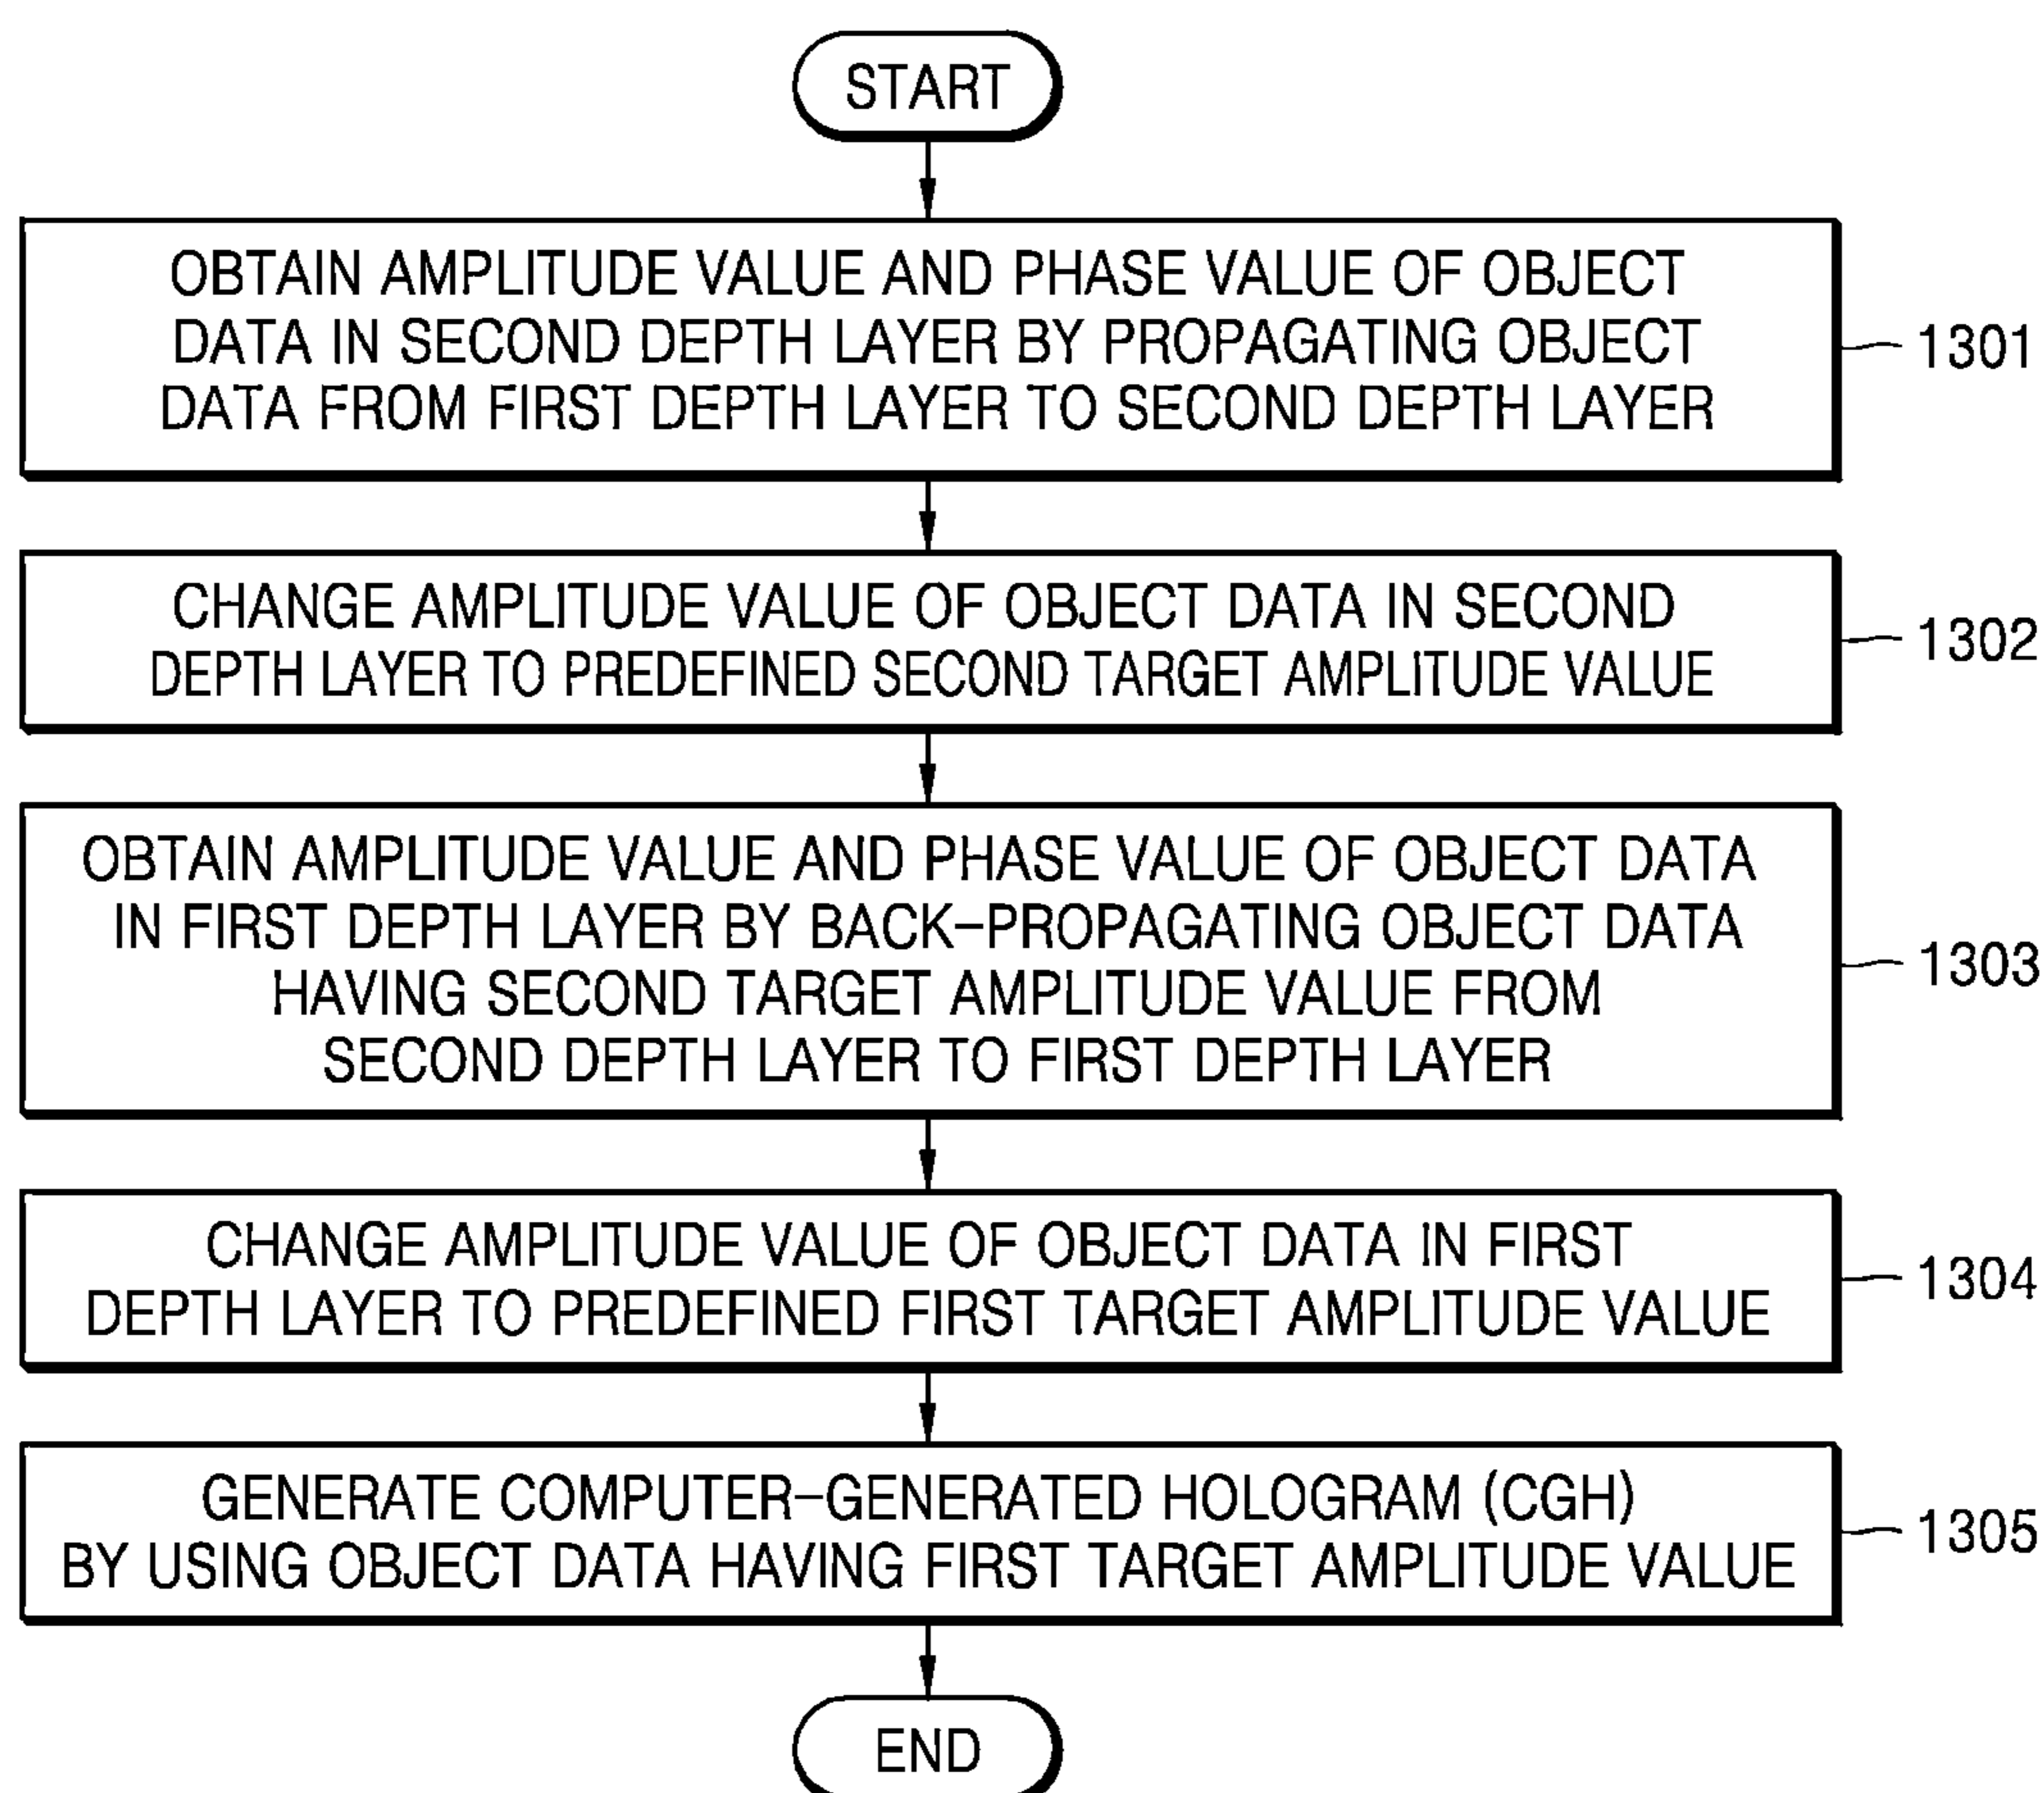 START
OBTAIN AMPLITUDE VALUE AND PHASE VALUE OF OBJECT
DATA IN SECOND DEPTH LAYER BY PROPAGATING OBJECT
DATA FROM FIRST DEPTH LAYER TO SECOND DEPTH LAYER
1301
CHANGE AMPLITUDE VALUE OF OBJECT DATA IN SECOND
DEPTH LAYER TO PREDEFINED SECOND TARGET AMPLITUDE VALUE
1302
OBTAIN AMPLITUDE VALUE AND PHASE VALUE OF OBJECT DATA
IN FIRST DEPTH LAYER BY BACK-PROPAGATING OBJECT DATA
HAVING SECOND TARGET AMPLITUDE VALUE FROM
SECOND DEPTH LAYER TO FIRST DEPTH LAYER
1303
CHANGE AMPLITUDE VALUE OF OBJECT DATA IN FIRST
DEPTH LAYER TO PREDEFINED FIRST TARGET AMPLITUDE VALUE
1304
GENERATE COMPUTER-GENERATED HOLOGRAM (CGH)
BY USING OBJECT DATA HAVING FIRST TARGET AMPLITUDE VALUE
1305
END